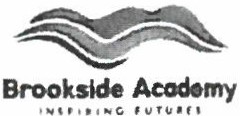 Brookside Academy
INSPIRING FUTURES